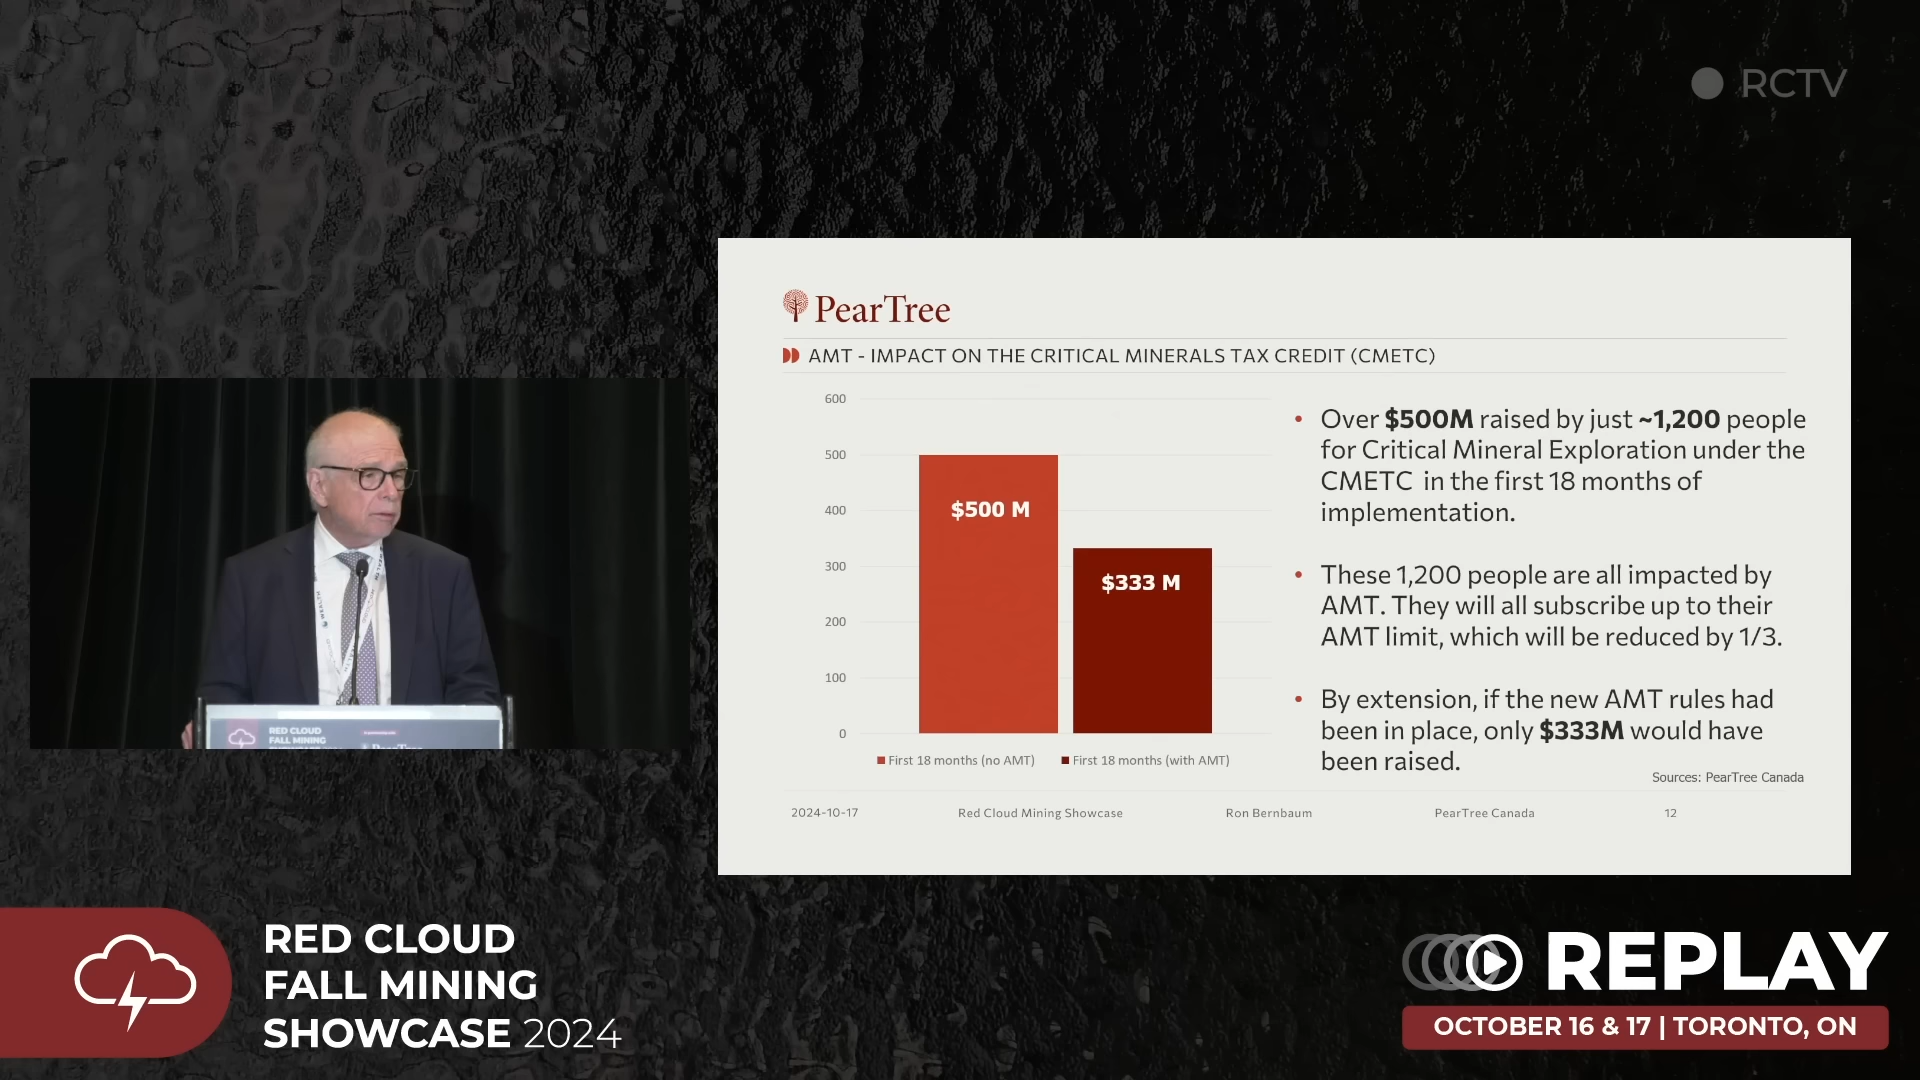 RCTV
PearTree
AMT - IMPACT ON THE CRITICAL MINERALS TAX CREDIT (CMETC)
600
500
400
300
200
100
0
$500 M
$333 M
First 18 months (no AMT)
First 18 months (with AMT)
• Over $500M raised by just ~1,200 people
for Critical Mineral Exploration under the
CMETC in the first 18 months of
implementation.
• These 1,200 people are all impacted by
AMT. They will all subscribe up to their
AMT limit, which will be reduced by 1/3.
• By extension, if the new AMT rules had
been in place, only $333M would have
been raised.
Sources: PearTree Canada
2024-10-17 Red Cloud Mining Showcase Ron Bernbaum PearTree Canada 12
RED CLOUD
FALL MINING
RED CLOUD
FALL MINING
SHOWCASE 2024
REPLAY
OCTOBER 16 & 17 | TORONTO, ON